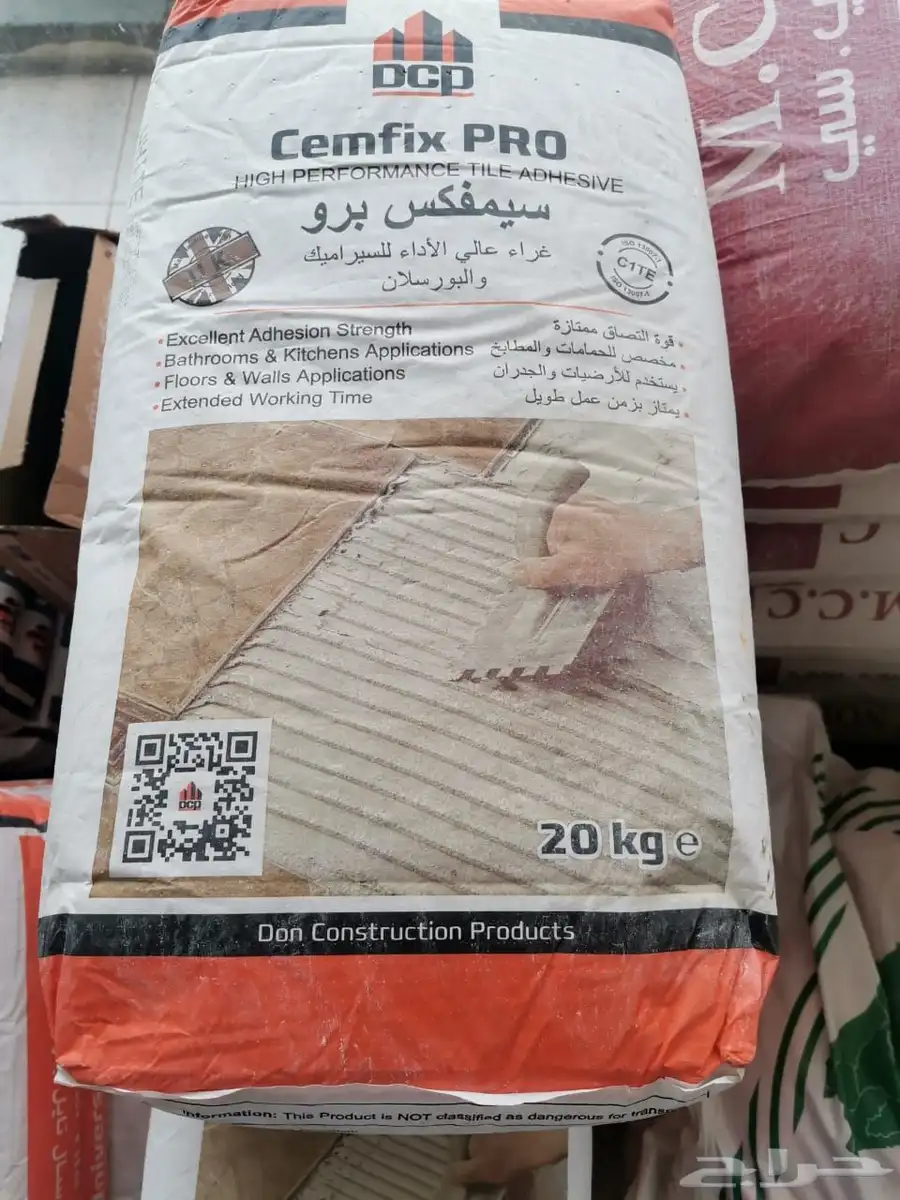 DCP
Cemfix PRO
HIGH PERFORMANCE TILE ADHESIVE
سيمفكس برو
غراء عالي الأداء للسيراميك
والبورسلان
U.K
C1TE
Excellent Adhesion Strength
Bathrooms & Kitchens Applications
Floors & Walls Applications
Extended Working Time
قوة التصاق ممتازة
مخصص للحمامات والمطابخ
يستخدم للأرضيات والجدران
يمتاز بزمن عمل طويل
DCP
20 kg e
Don Construction Products
Information: This Product is NOT classified as dangerous for
M.C
ي.سي
C
M.C.C
حراج